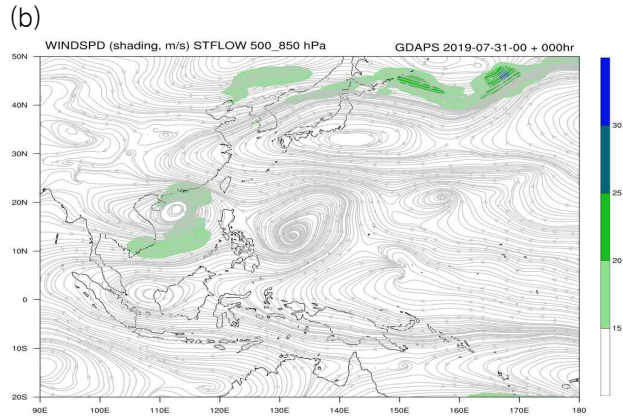 (b)
WINDSPD (shading, m/s) STFLOW 500_850 hPa
GDAPS 2019-07-31-00 + 000hr
50N
40N
30N
20N
10N
0
10S
20S
90E 100E 110E 120E 130E 140E 150E 160E 170E 180
30
25
20
15